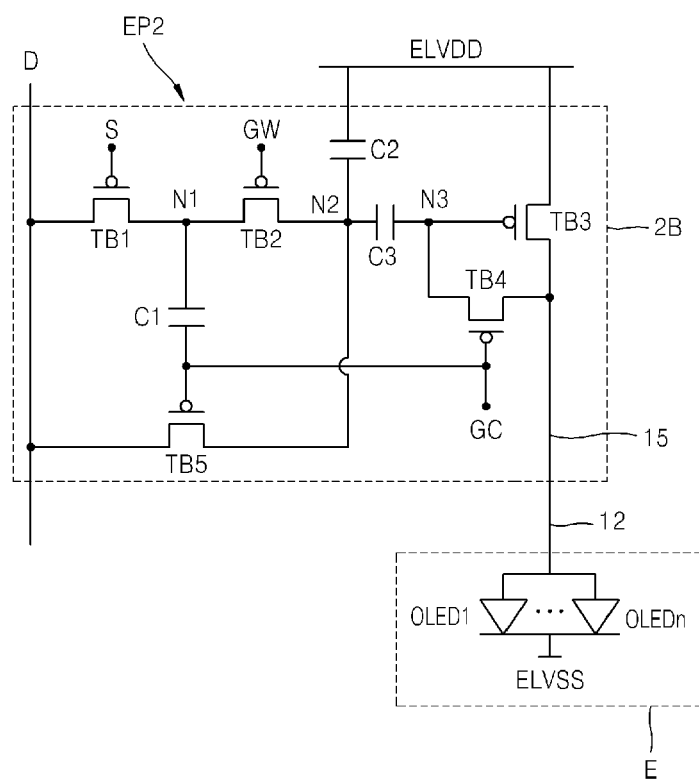 EP2
D
ELVDD
S
GW
C2
N1
N2
N3
TB1
TB2
C3
TB3
2B
TB4
C1
GC
TB5
15
12
OLED1
...
OLEDn
ELVSS
E